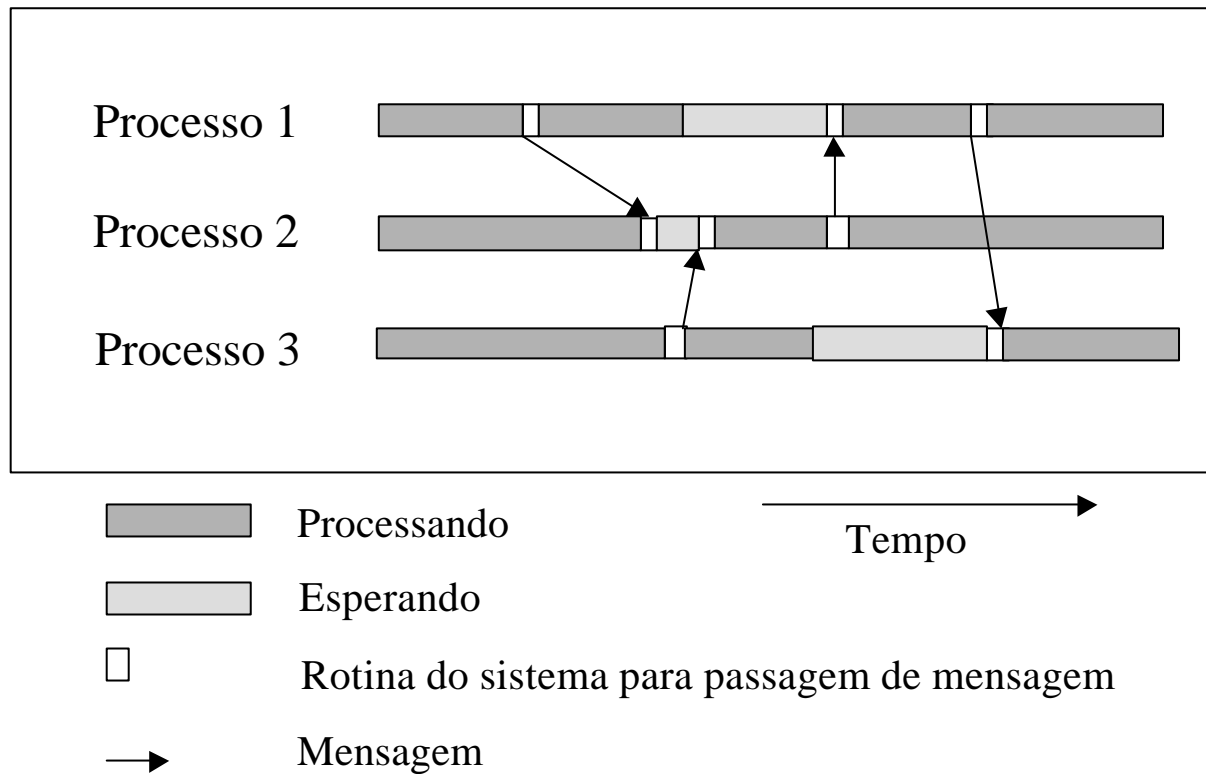 Processo 1
Processo 2
Processo 3
Processando
Tempo
Esperando
Rotina do sistema para passagem de mensagem
Mensagem